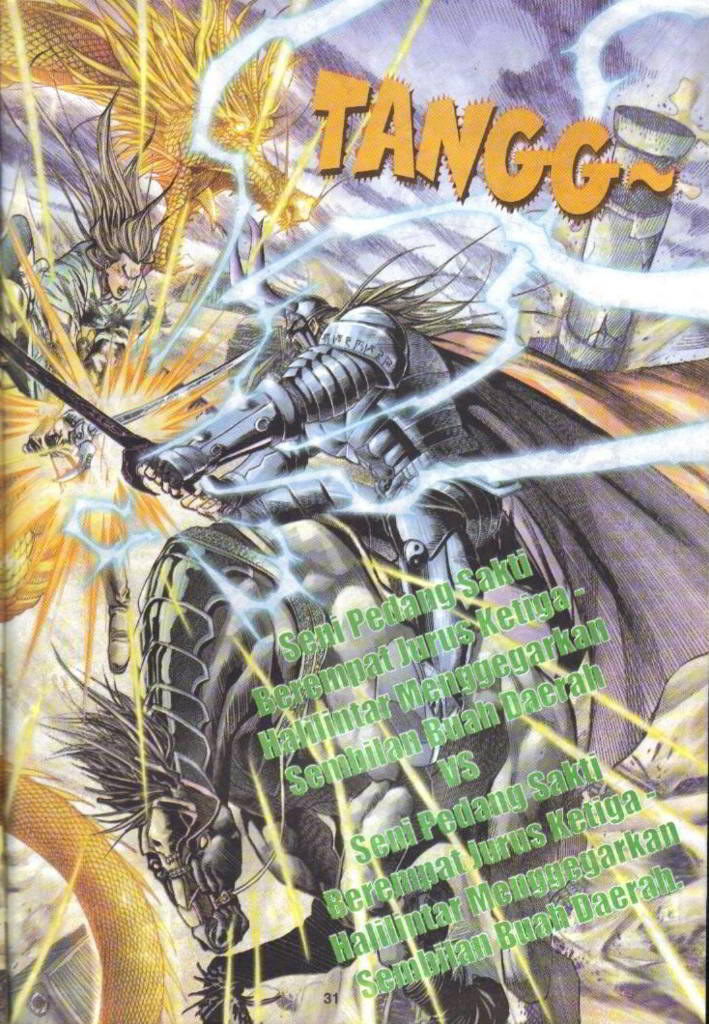 TANGG~
Seni Pedang Sakti
Berempat Jurus Ketiga -
Halilintar Menggegarkan
Sembilan Buah Daerah
VS
Seni Pedang Sakti
Berempat Jurus Ketiga -
Halilintar Menggegarkan
Sembilan Buah Daerah.
31